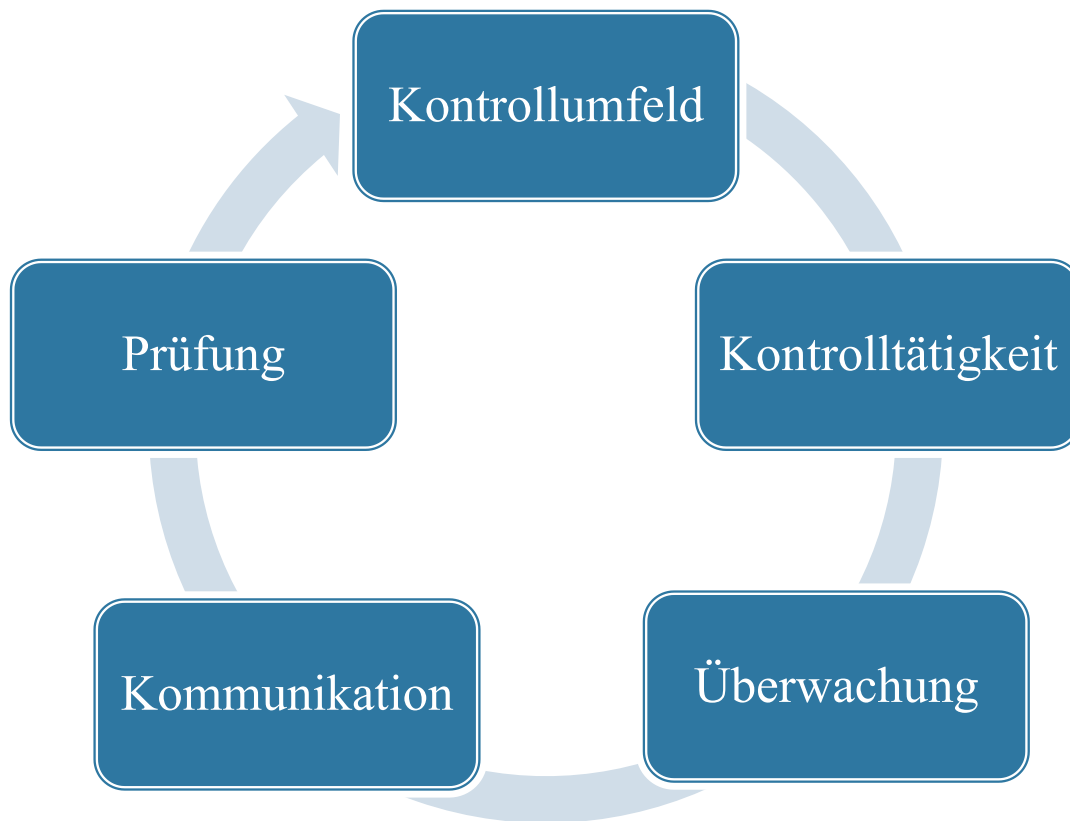 Kontrollumfeld
Kontrolltätigkeit
Überwachung
Kommunikation
Prüfung